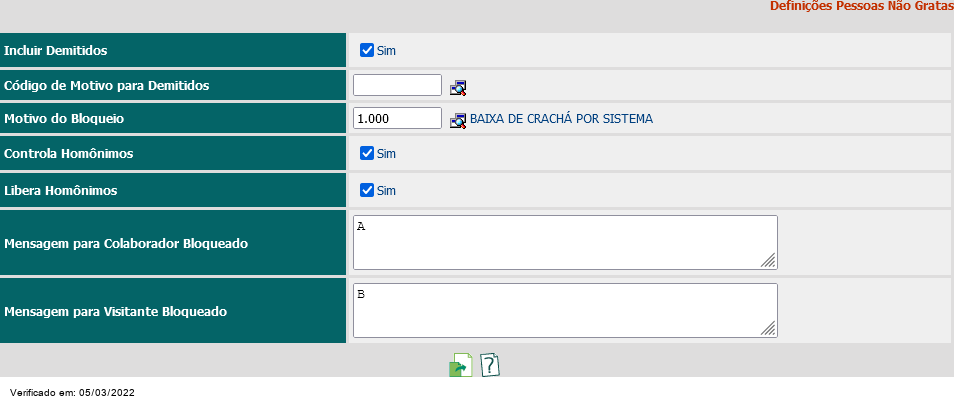 Definições Pessoas Não Gratas
Incluir Demitidos Sim
Código de Motivo para Demitidos
Motivo do Bloqueio 1.000 BAIXA DE CRACHÁ POR SISTEMA
Controla Homônimos Sim
Libera Homônimos Sim
Mensagem para Colaborador Bloqueado A
Mensagem para Visitante Bloqueado B
?
Verificado em: 05/03/2022